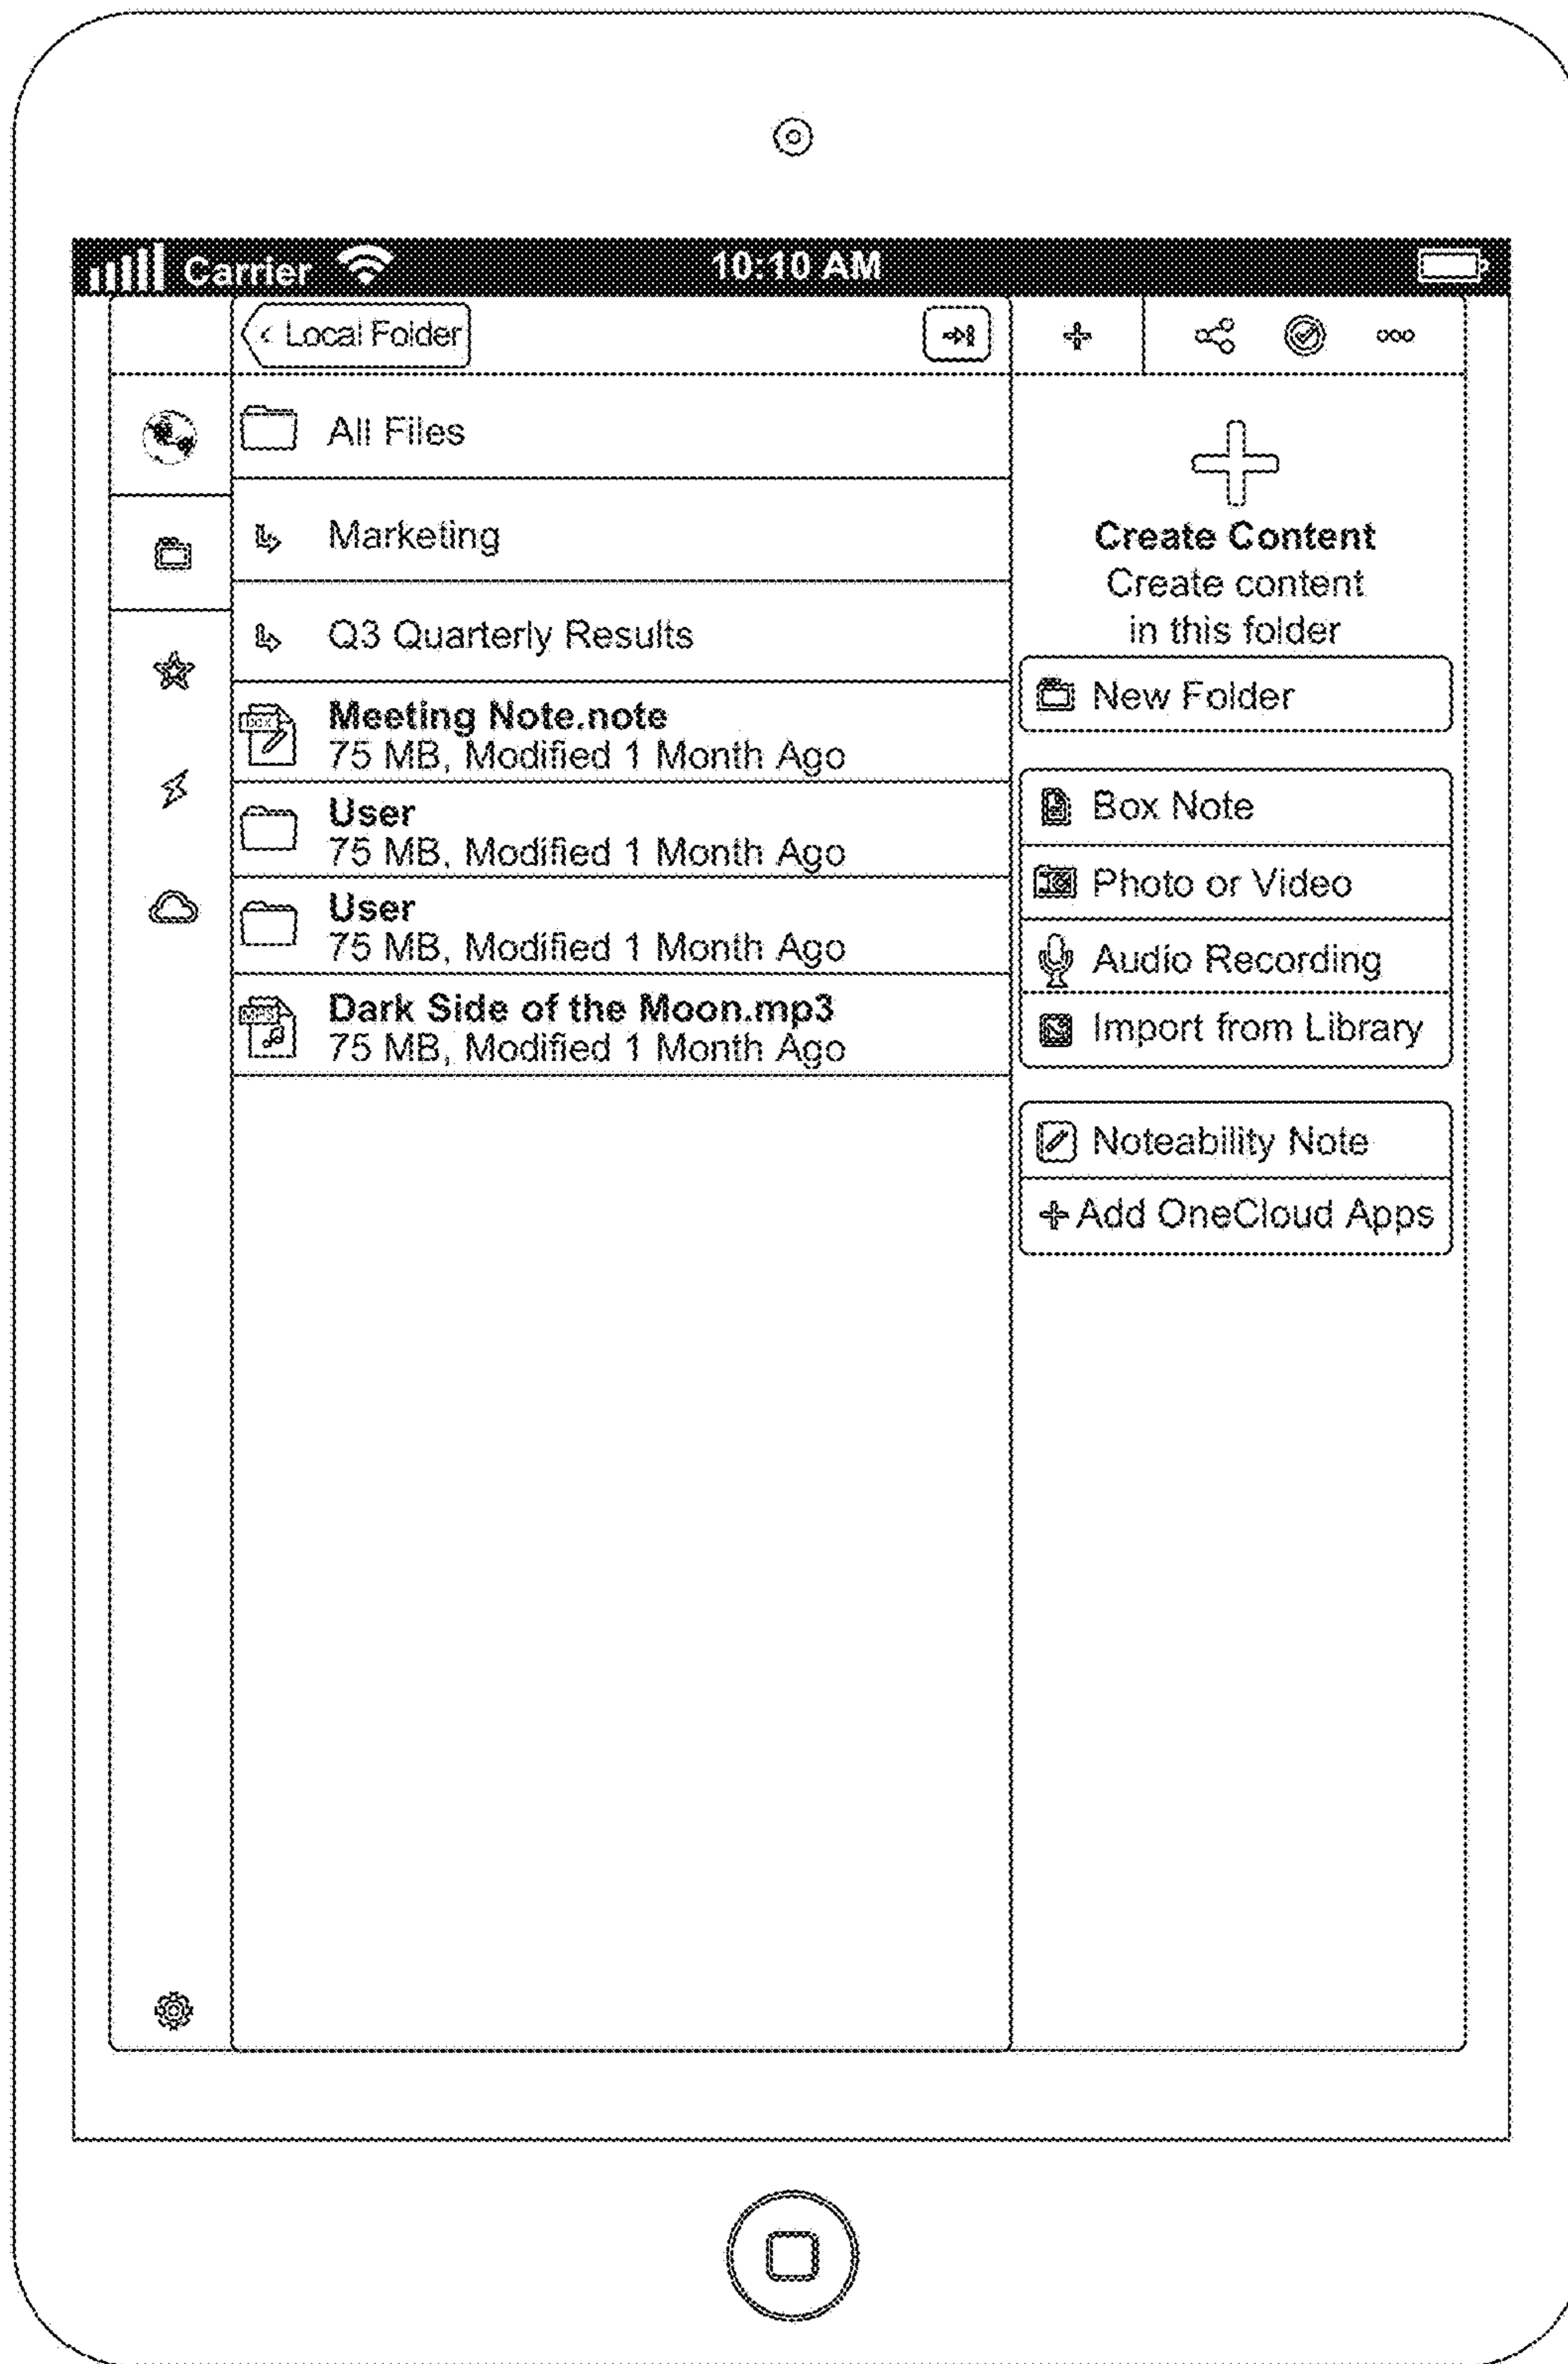 Carrier 10:10 AM
Local Folder
All Files
Marketing
Q3 Quarterly Results
Meeting Note.note
75 MB, Modified 1 Month Ago
User
75 MB, Modified 1 Month Ago
User
75 MB, Modified 1 Month Ago
Dark Side of the Moon.mp3
75 MB, Modified 1 Month Ago
Create Content
Create content
in this folder
New Folder
Box Note
Photo or Video
Audio Recording
Import from Library
Noteability Note
Add OneCloud Apps